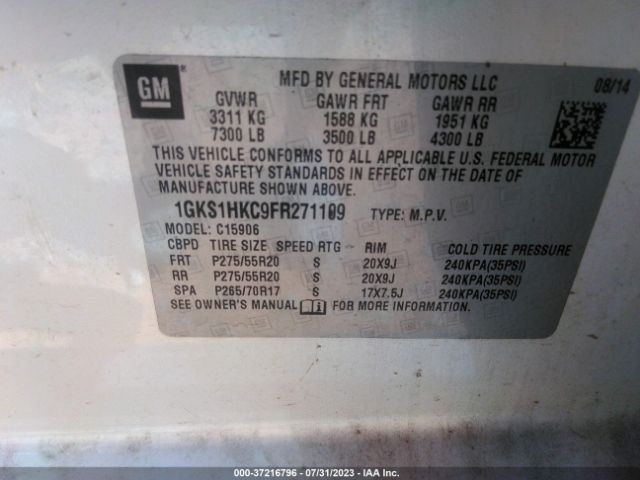 GM
MFD BY GENERAL MOTORS LLC 08/14
GVWR GAWR FRT GAWR RR
3311 KG 1588 KG 1951 KG
7300 LB 3500 LB 4300 LB
THIS VEHICLE CONFORMS TO ALL APPLICABLE U.S. FEDERAL MOTOR
VEHICLE SAFETY STANDARDS IN EFFECT ON THE DATE OF
MANUFACTURE SHOWN ABOVE.
1GKS1HKC9FR271109 TYPE: M.P.V.
MODEL: C15906
CBPD TIRE SIZE SPEED RTG RIM COLD TIRE PRESSURE
FRT P275/55R20 S 20X9J 240KPA(35PSI)
RR P275/55R20 S 20X9J 240KPA(35PSI)
SPA P265/70R17 S 17X7.5J 240KPA(35PSI)
SEE OWNER'S MANUAL FOR MORE INFORMATION.
000-37216796 - 07/31/2023 - IAA Inc.